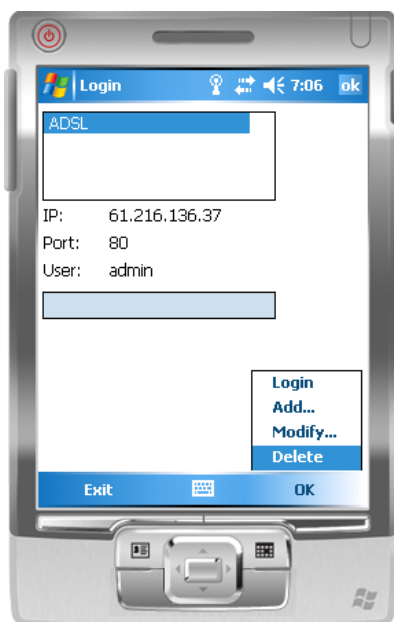 Login 7:06 ok
ADSL
IP: 61.216.136.37
Port: 80
User: admin
Login
Add...
Modify...
Delete
Exit OK